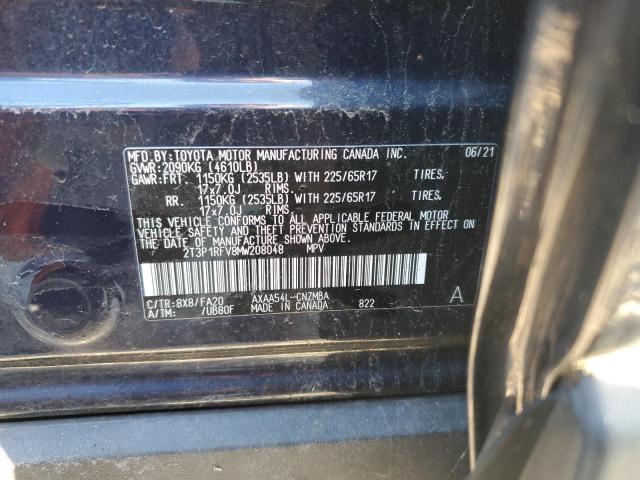 MFD.BY:TOYOTA MOTOR MANUFACTURING CANADA INC. 06/21
GVWR:2090KG (4610LB)
GAWR:FRT. 1150KG (2535LB) WITH 225/65R17 TIRES.
17x7.0J RIMS.
RR. 1150KG (2535LB) WITH 225/65R17 TIRES.
17x7.0J RIMS.
THIS VEHICLE CONFORMS TO ALL APPLICABLE FEDERAL MOTOR
VEHICLE SAFETY AND THEFT PREVENTION STANDARDS IN EFFECT
ON THE DATE OF MANUFACTURE SHOWN ABOVE.
2T3P1RFV8MW208048 MPV
C/TR:8X8/FA20 AXAA54L-CNZMBA 822 A
A/TM: /UB80F MADE IN CANADA